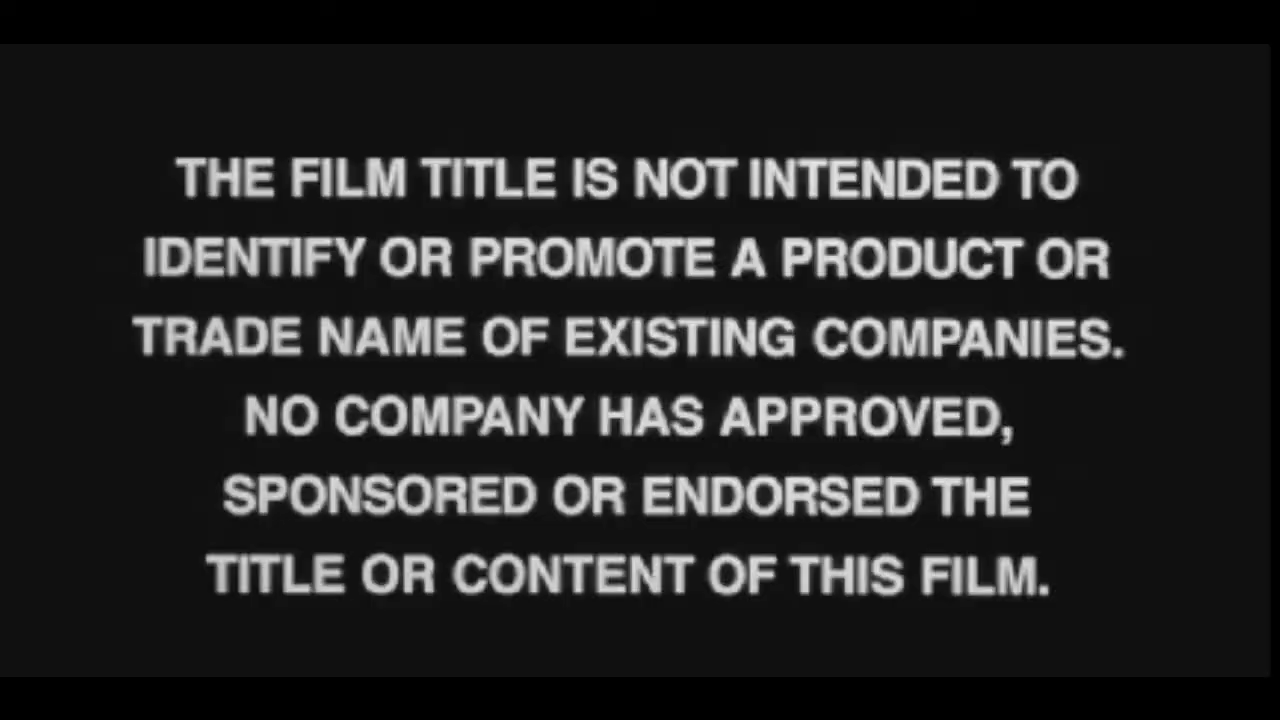 THE FILM TITLE IS NOT INTENDED TO
IDENTIFY OR PROMOTE A PRODUCT OR
TRADE NAME OF EXISTING COMPANIES.
NO COMPANY HAS APPROVED,
SPONSORED OR ENDORSED THE
TITLE OR CONTENT OF THIS FILM.